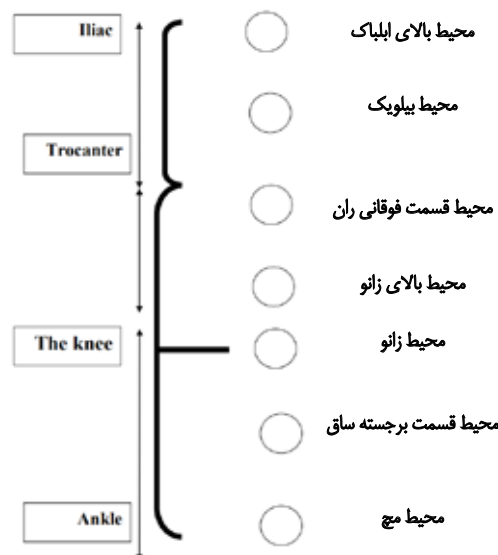 Iliac
محیط بالای ابلباک
محیط بیلویک
Trocanter
محیط قسمت فوقانی ران
محیط بالای زانو
The knee
محیط زانو
محیط قسمت برجسته ساق
Ankle
محیط مچ